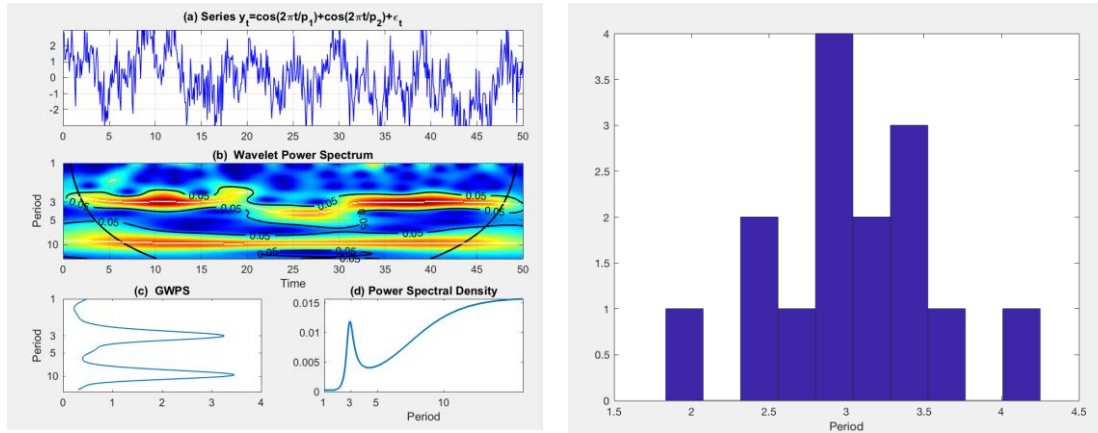 (a) Series yₜ=cos(2πt/p₁)+cos(2πt/p₂)+ϵₜ
2
1
0
-1
-2
0 5 10 15 20 25 30 35 40 45 50
(b) Wavelet Power Spectrum
Period
1
3
5
10
0.05 0.05 0.05 0.05 0.05 0.05 0.05 0.05 0.05
0 5 10 15 20 25 30 35 40 45 50
Time
(c) GWPS
Period
1
3
5
10
0 1 2 3 4
(d) Power Spectral Density
0.015
0.01
0.005
0
1 3 5 10
Period
4
3.5
3
2.5
2
1.5
1
0.5
0
1.5 2 2.5 3 3.5 4 4.5
Period